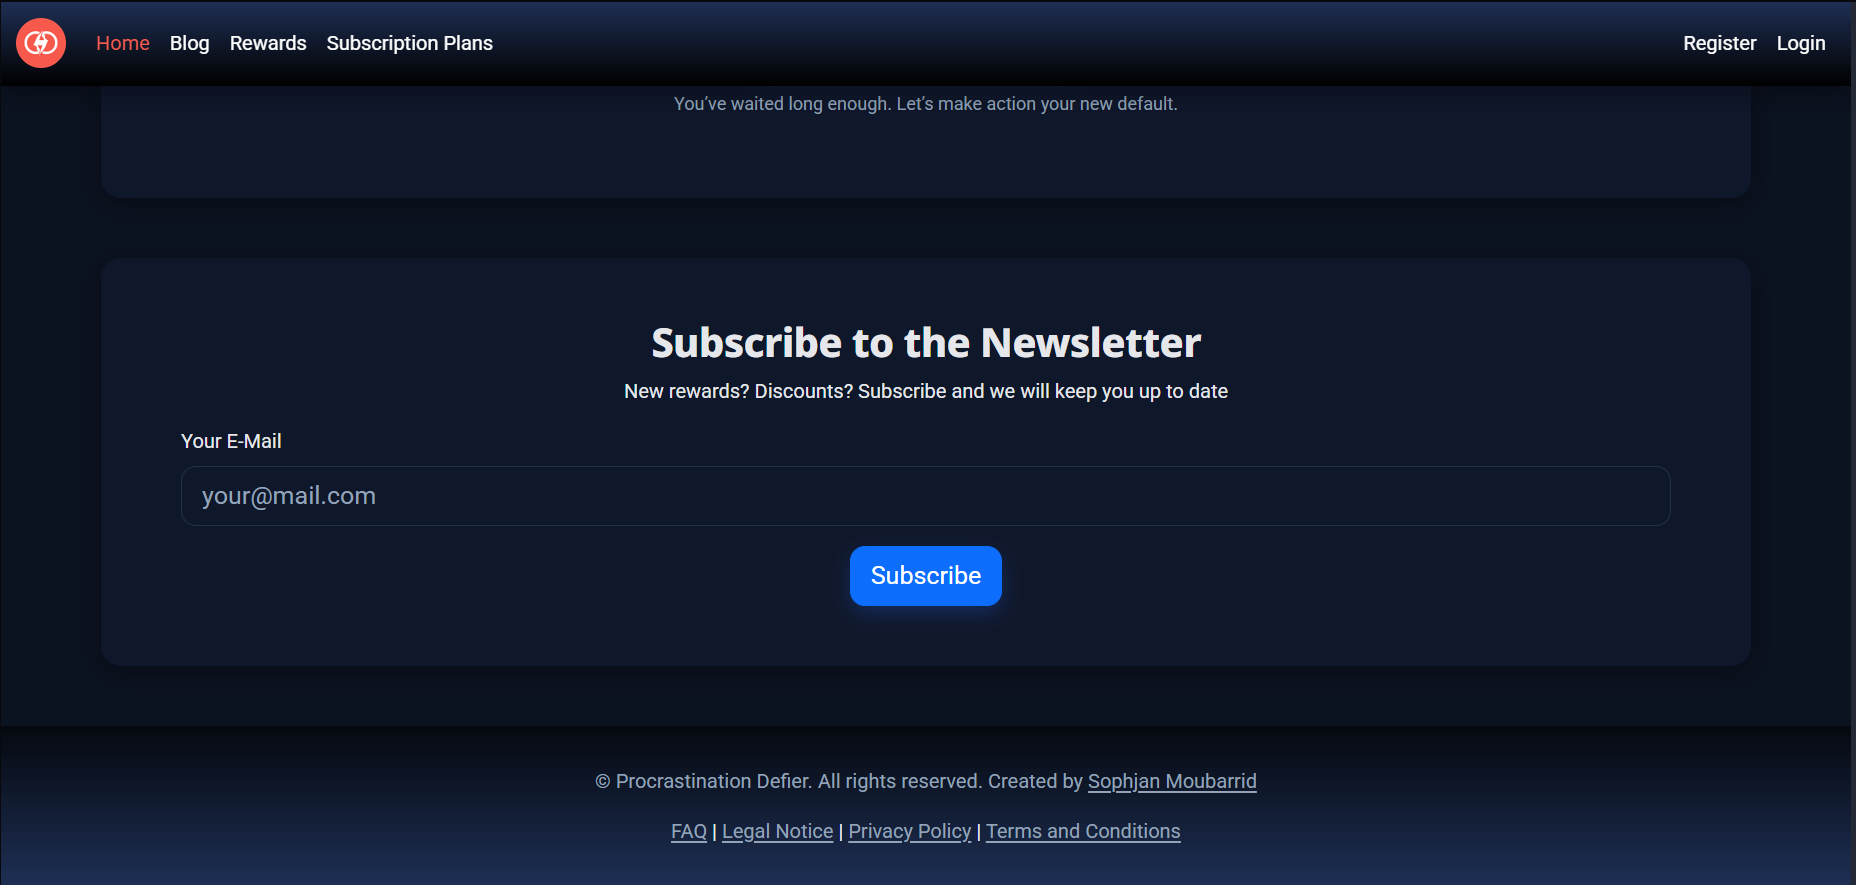 Home Blog Rewards Subscription Plans Register Login
You’ve waited long enough. Let’s make action your new default.
Subscribe to the Newsletter
New rewards? Discounts? Subscribe and we will keep you up to date
Your E-Mail
your@mail.com
Subscribe
© Procrastination Defier. All rights reserved. Created by Sophjan Moubarrid
FAQ | Legal Notice | Privacy Policy | Terms and Conditions